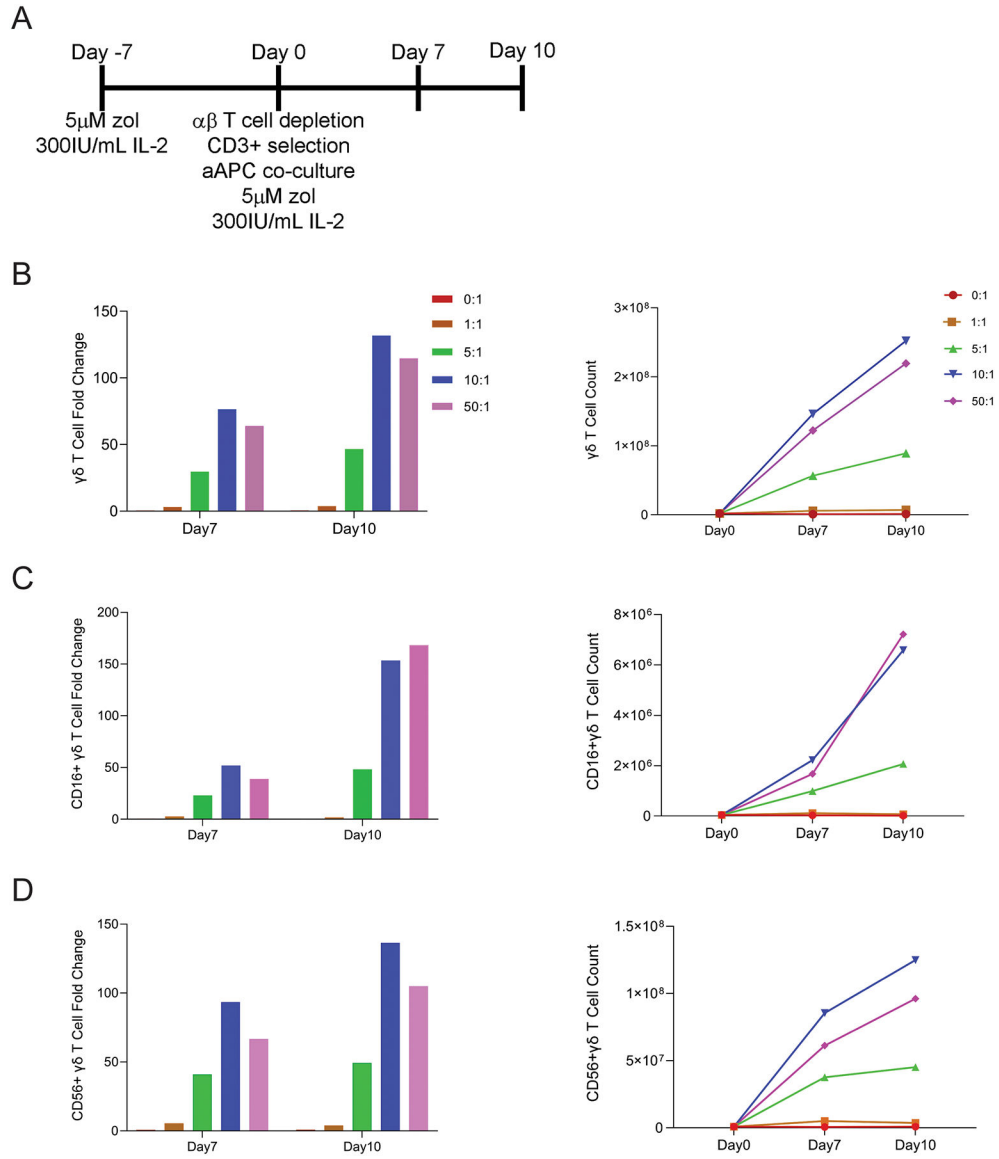 A
Day -7
Day 0
Day 7
Day 10
5μM zol
300IU/mL IL-2
αβ T cell depletion
CD3+ selection
aAPC co-culture
5μM zol
300IU/mL IL-2
B
γδ T Cell Fold Change
150
100
50
0
Day7
Day10
0:1
1:1
5:1
10:1
50:1
γδ T Cell Count
3×10⁸
2×10⁸
1×10⁸
0
Day0
Day7
Day10
0:1
1:1
5:1
10:1
50:1
C
CD16+ γδ T Cell Fold Change
200
150
100
50
0
Day7
Day10
CD16+γδ T Cell Count
8×10⁶
6×10⁶
4×10⁶
2×10⁶
0
Day0
Day7
Day10
D
CD56+ γδ T Cell Fold Change
150
100
50
0
Day7
Day10
CD56+γδ T Cell Count
1.5×10⁸
1×10⁸
5×10⁷
0
Day0
Day7
Day10